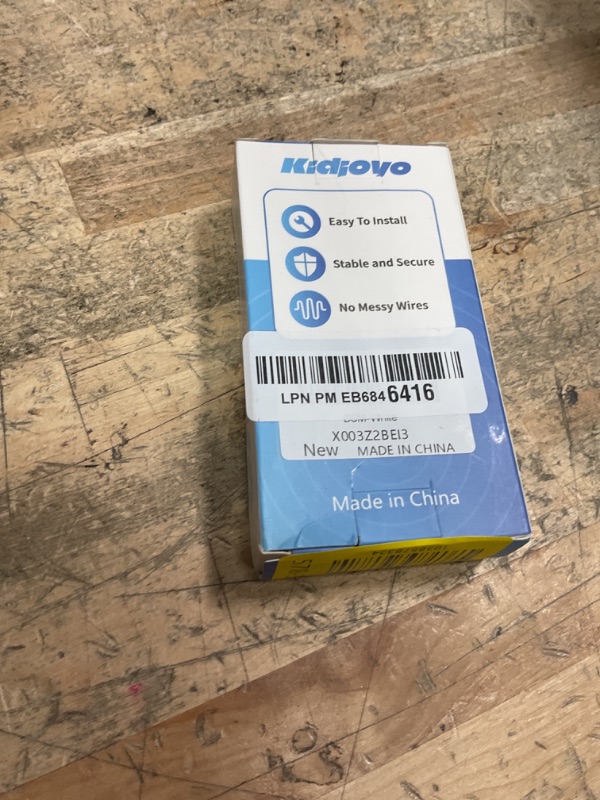 Kidjoyo
Easy To Install
Stable and Secure
No Messy Wires
LPN PM EB6846416
X003Z2BEI3
New MADE IN CHINA
Made in China